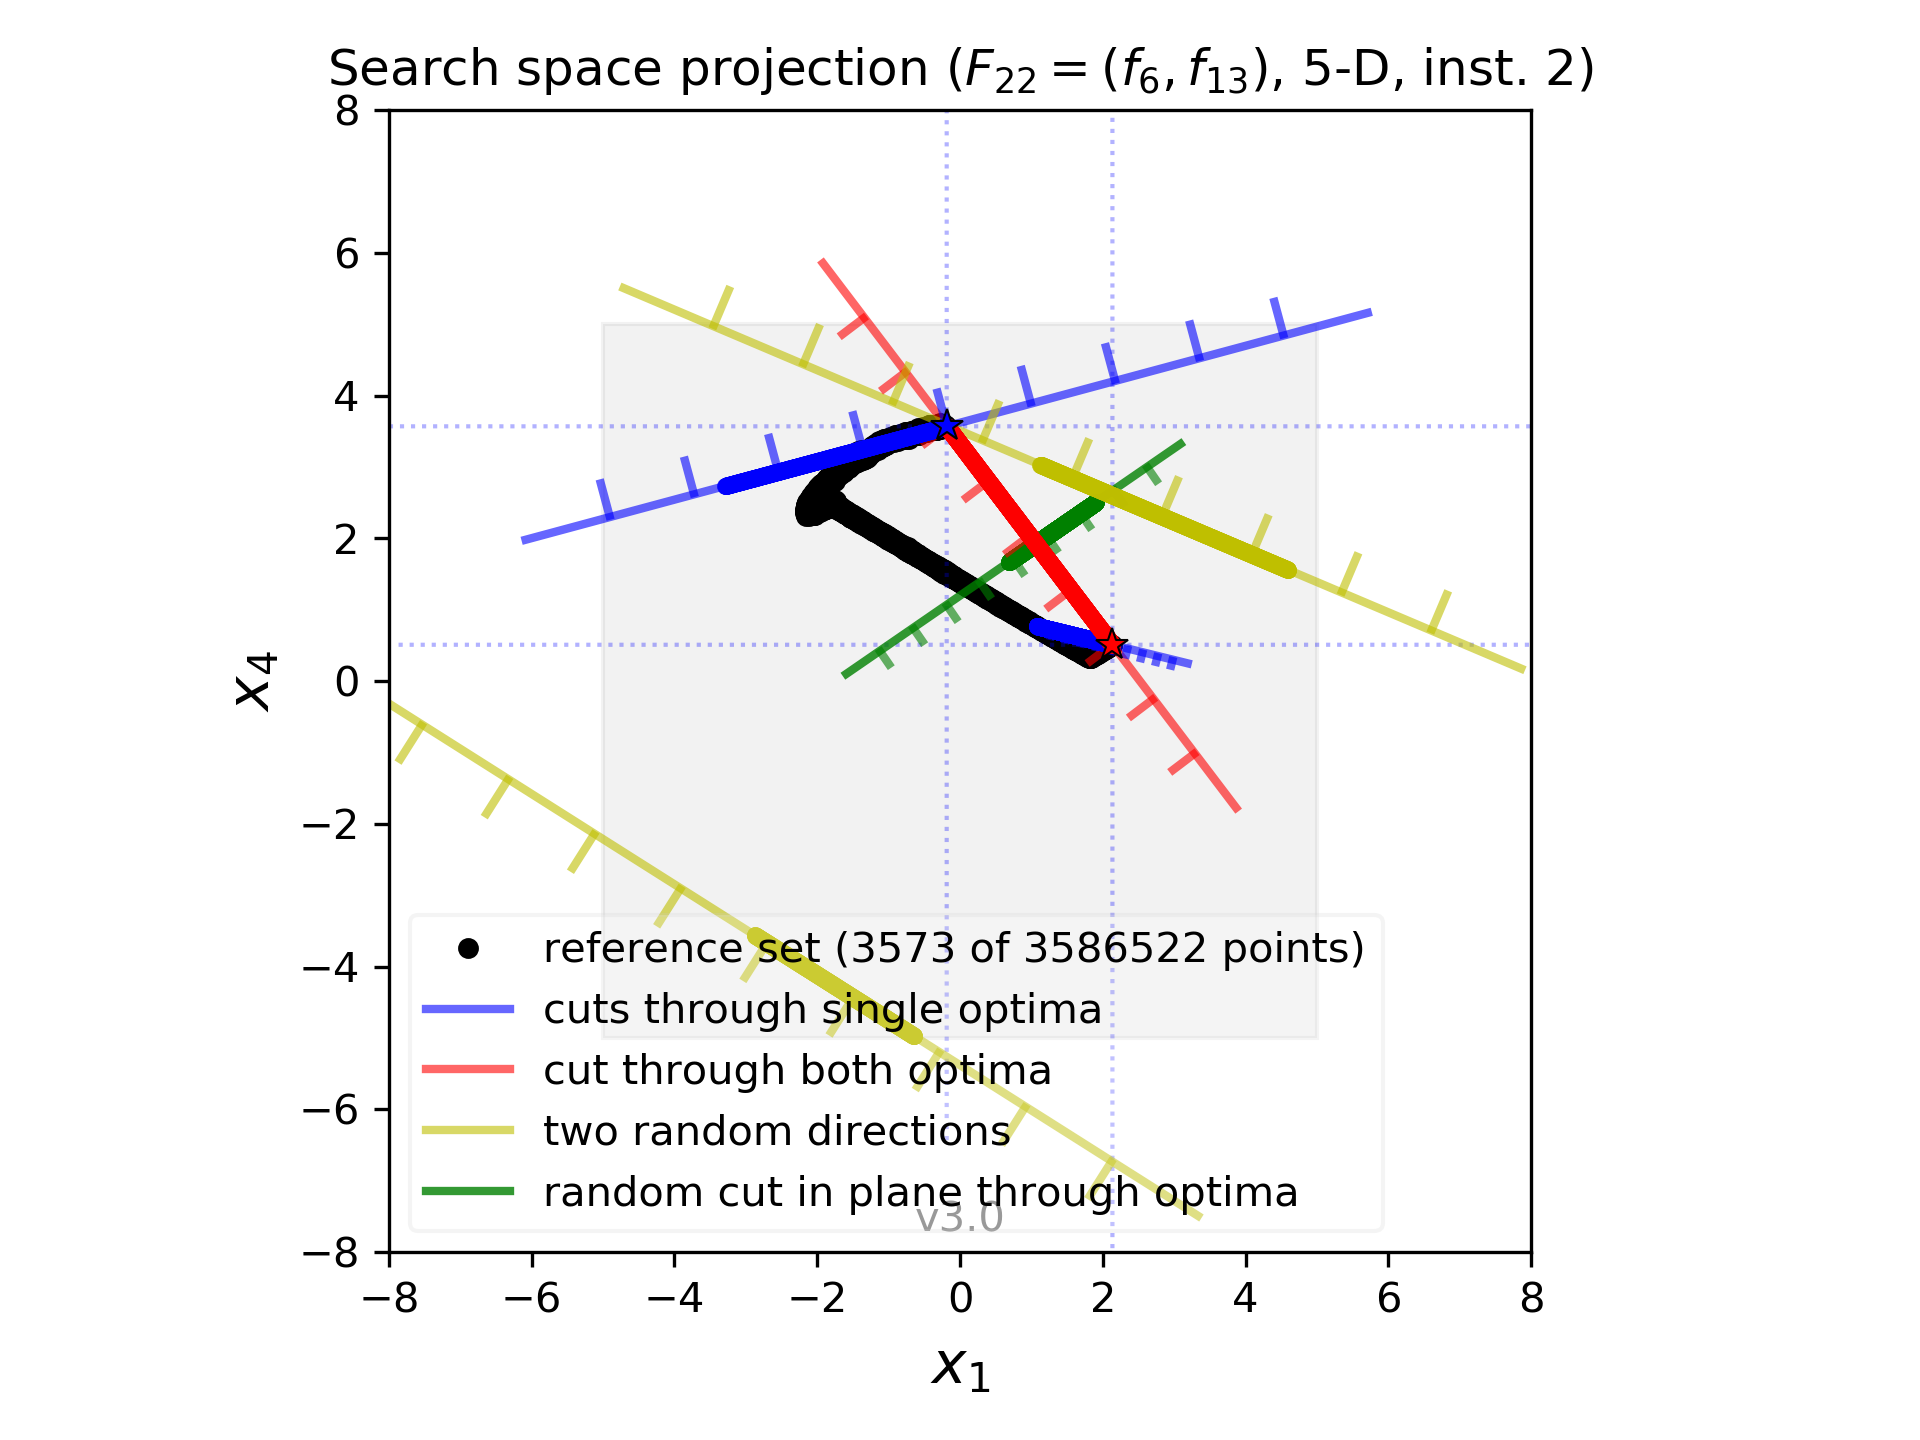 Search space projection (F₂₂ = (f₆, f₁₃), 5-D, inst. 2)
8
6
4
2
0
−2
−4
−6
−8
x₄
reference set (3573 of 3586522 points)
cuts through single optima
cut through both optima
two random directions
random cut in plane through optima
v3.0
−8 −6 −4 −2 0 2 4 6 8
x₁